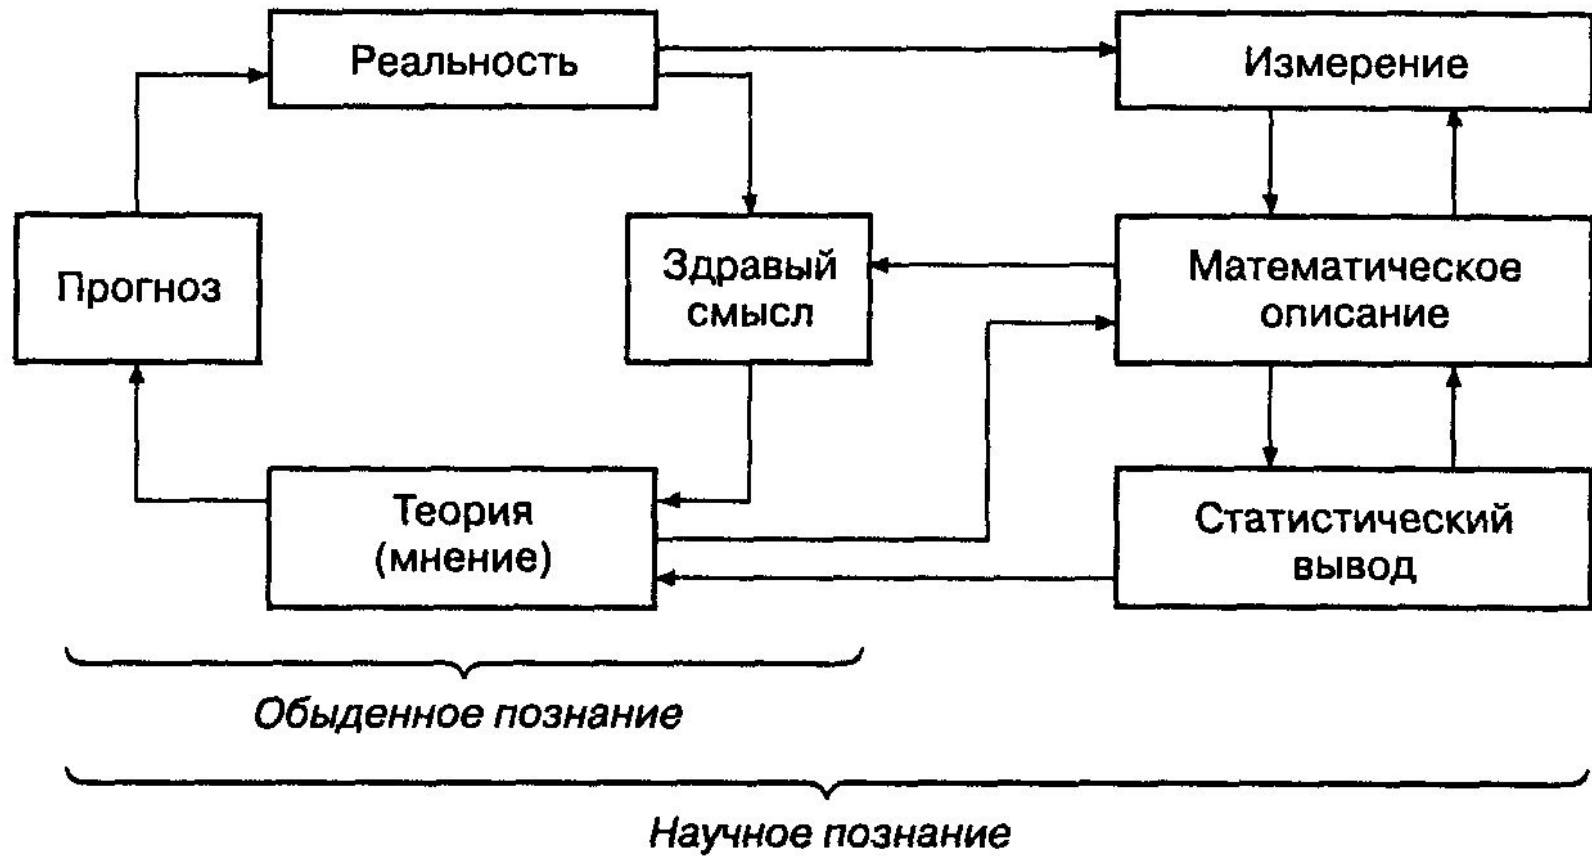 Реальность
Измерение
Прогноз
Здравый
смысл
Математическое
описание
Теория
(мнение)
Статистический
вывод
Обыденное познание
Научное познание